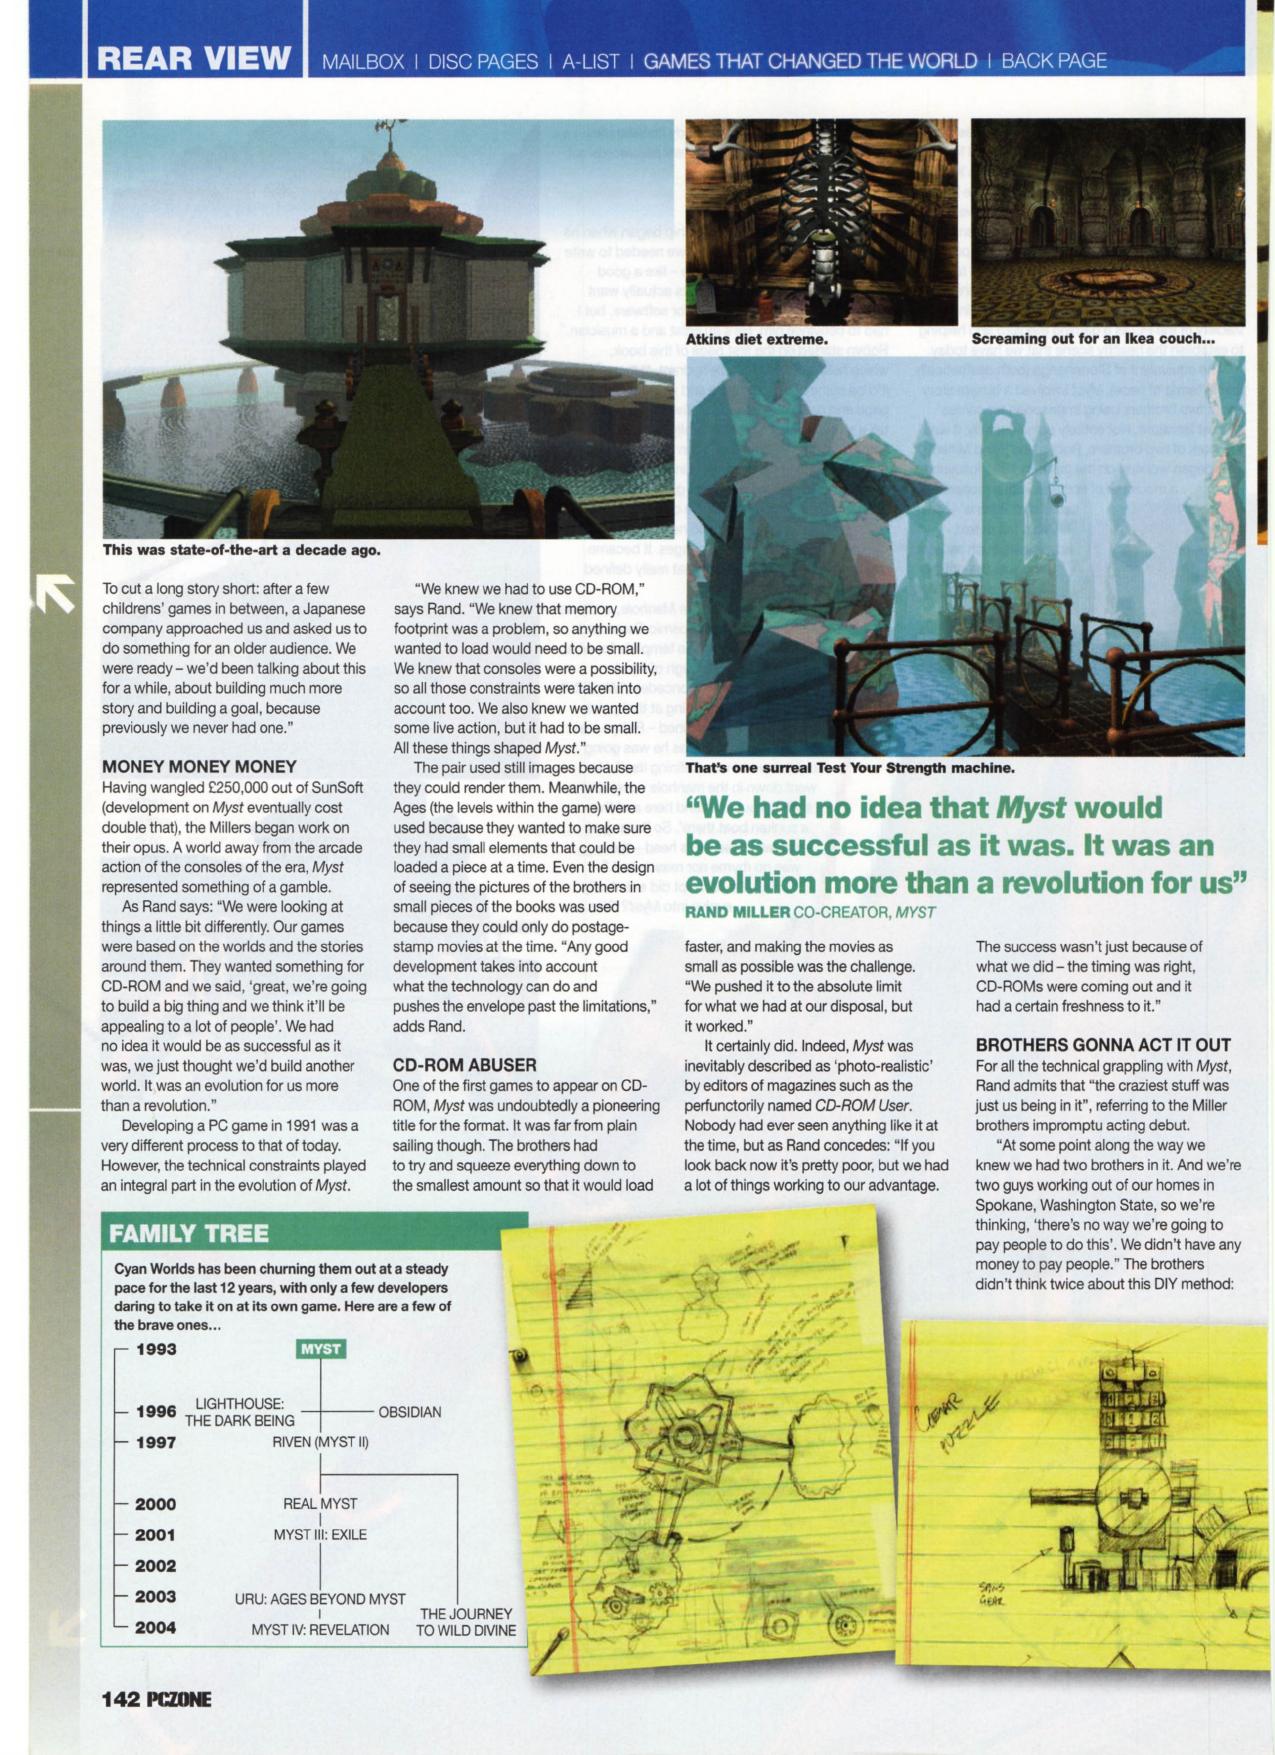 REAR VIEW
MAILBOX | DISC PAGES | A-LIST | GAMES THAT CHANGED THE WORLD | BACK PAGE
This was state-of-the-art a decade ago.
Atkins diet extreme.
Screaming out for an Ikea couch...
That's one surreal Test Your Strength machine.
To cut a long story short: after a few
childrens' games in between, a Japanese
company approached us and asked us to
do something for an older audience. We
were ready – we'd been talking about this
for a while, about building much more
story and building a goal, because
previously we never had one."
MONEY MONEY MONEY
Having wangled £250,000 out of SunSoft
(development on Myst eventually cost
double that), the Millers began work on
their opus. A world away from the arcade
action of the consoles of the era, Myst
represented something of a gamble.
As Rand says: "We were looking at
things a little bit differently. Our games
were based on the worlds and the stories
around them. They wanted something for
CD-ROM and we said, 'great, we're going
to build a big thing and we think it'll be
appealing to a lot of people'. We had
no idea it would be as successful as it
was, we just thought we'd build another
world. It was an evolution for us more
than a revolution."
Developing a PC game in 1991 was a
very different process to that of today.
However, the technical constraints played
an integral part in the evolution of Myst.
"We knew we had to use CD-ROM,"
says Rand. "We knew that memory
footprint was a problem, so anything we
wanted to load would need to be small.
We knew that consoles were a possibility,
so all those constraints were taken into
account too. We also knew we wanted
some live action, but it had to be small.
All these things shaped Myst."
The pair used still images because
they could render them. Meanwhile, the
Ages (the levels within the game) were
used because they wanted to make sure
they had small elements that could be
loaded a piece at a time. Even the design
of seeing the pictures of the brothers in
small pieces of the books was used
because they could only do postage-
stamp movies at the time. "Any good
development takes into account
what the technology can do and
pushes the envelope past the limitations,"
adds Rand.
CD-ROM ABUSER
One of the first games to appear on CD-
ROM, Myst was undoubtedly a pioneering
title for the format. It was far from plain
sailing though. The brothers had
to try and squeeze everything down to
the smallest amount so that it would load
"We had no idea that Myst would
be as successful as it was. It was an
evolution more than a revolution for us"
RAND MILLER CO-CREATOR, MYST
faster, and making the movies as
small as possible was the challenge.
"We pushed it to the absolute limit
for what we had at our disposal, but
it worked."
It certainly did. Indeed, Myst was
inevitably described as 'photo-realistic'
by editors of magazines such as the
perfunctorily named CD-ROM User.
Nobody had ever seen anything like it at
the time, but as Rand concedes: "If you
look back now it's pretty poor, but we had
a lot of things working to our advantage.
The success wasn't just because of
what we did – the timing was right,
CD-ROMs were coming out and it
had a certain freshness to it."
BROTHERS GONNA ACT IT OUT
For all the technical grappling with Myst,
Rand admits that "the craziest stuff was
just us being in it", referring to the Miller
brothers impromptu acting debut.
"At some point along the way we
knew we had two brothers in it. And we're
two guys working out of our homes in
Spokane, Washington State, so we're
thinking, 'there's no way we're going to
pay people to do this'. We didn't have any
money to pay people." The brothers
didn't think twice about this DIY method:
FAMILY TREE
Cyan Worlds has been churning them out at a steady
pace for the last 12 years, with only a few developers
daring to take it on at its own game. Here are a few of
the brave ones...
1993 MYST
1996 LIGHTHOUSE: THE DARK BEING OBSIDIAN
1997 RIVEN (MYST II)
2000 REAL MYST
2001 MYST III: EXILE
2002
2003 URU: AGES BEYOND MYST
2004 MYST IV: REVELATION THE JOURNEY TO WILD DIVINE
GEAR
PUZZLE
GEAR
142 PCZONE